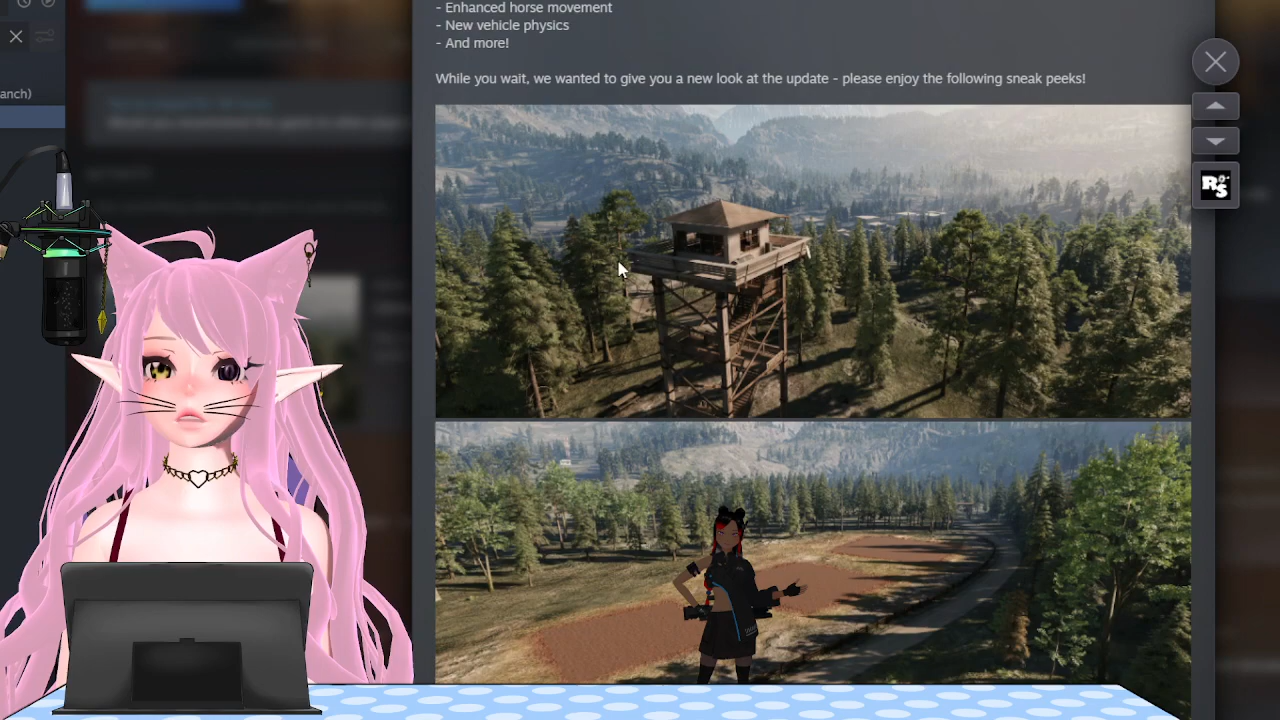 - Enhanced horse movement
- New vehicle physics
- And more!
anch)
While you wait, we wanted to give you a new look at the update - please enjoy the following sneak peeks!
RS